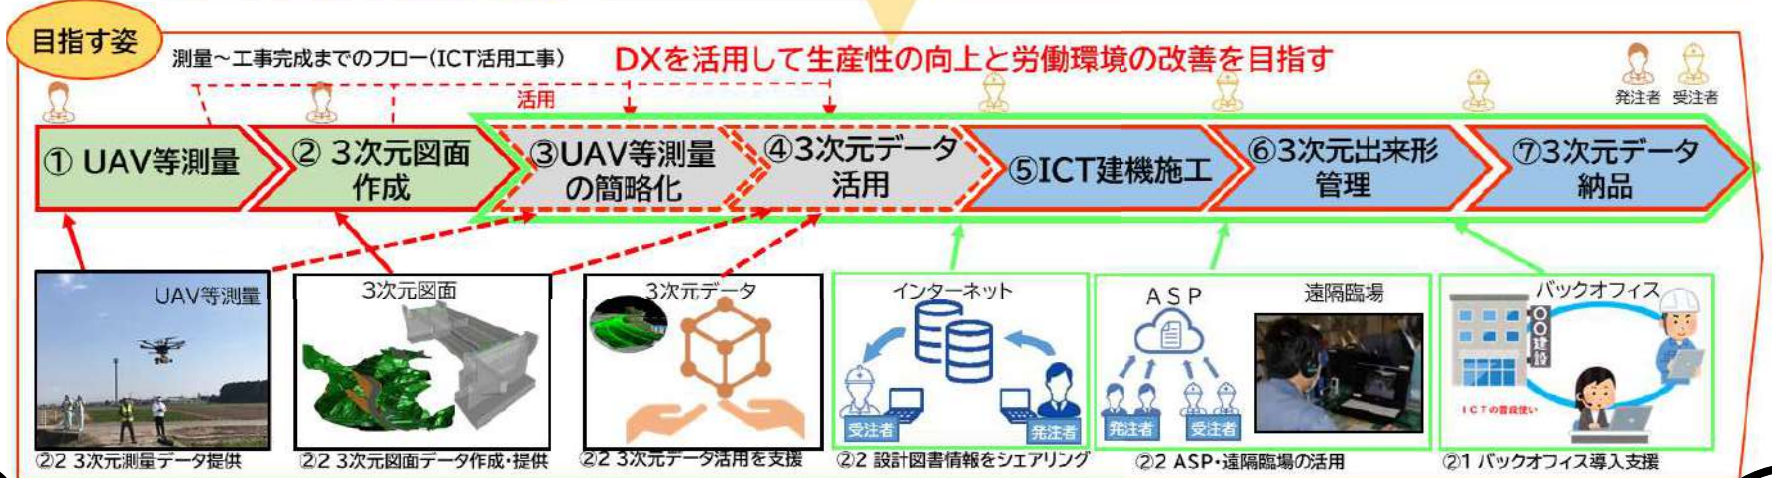 目指す姿
測量～工事完成までのフロー(ICT活用工事)
DXを活用して生産性の向上と労働環境の改善を目指す
発注者 受注者
活用
① UAV等測量
② 3次元図面
作成
③UAV等測量
の簡略化
④3次元データ
活用
⑤ICT建機施工
⑥3次元出来形
管理
⑦3次元データ
納品
UAV等測量
②2 3次元測量データ提供
3次元図面
②2 3次元図面データ作成・提供
3次元データ
②2 3次元データ活用を支援
インターネット
受注者
発注者
②2 設計図書情報をシェアリング
ASP
遠隔臨場
発注者
受注者
②2 ASP・遠隔臨場の活用
バックオフィス
〇〇建設
ICTの普段使い
②1 バックオフィス導入支援